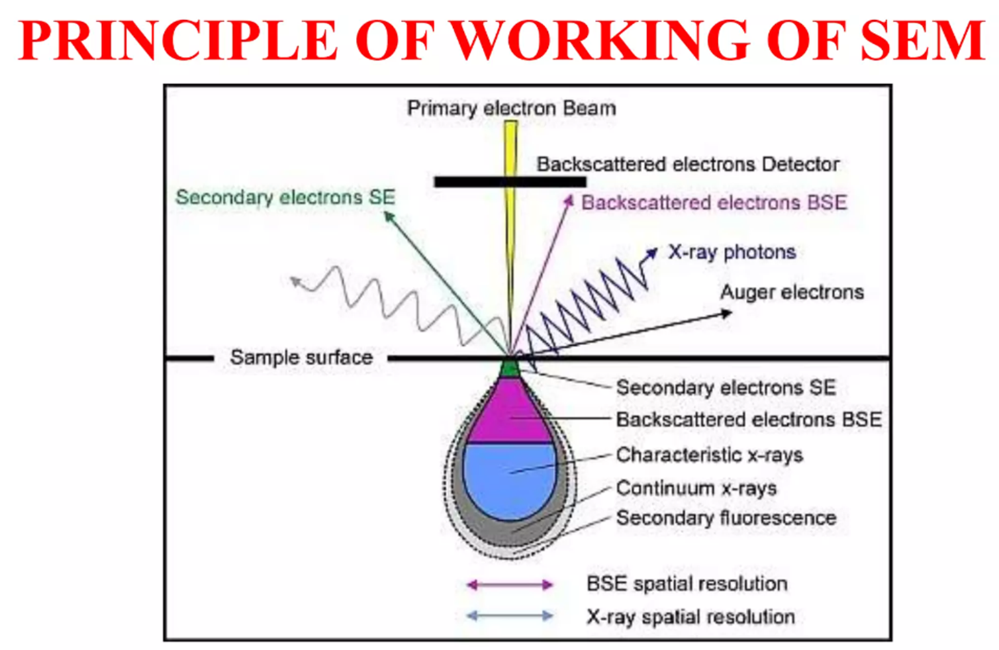 PRINCIPLE OF WORKING OF SEM
Primary electron Beam
Backscattered electrons Detector
Secondary electrons SE
Backscattered electrons BSE
X-ray photons
Auger electrons
Sample surface
Secondary electrons SE
Backscattered electrons BSE
Characteristic x-rays
Continuum x-rays
Secondary fluorescence
BSE spatial resolution
X-ray spatial resolution